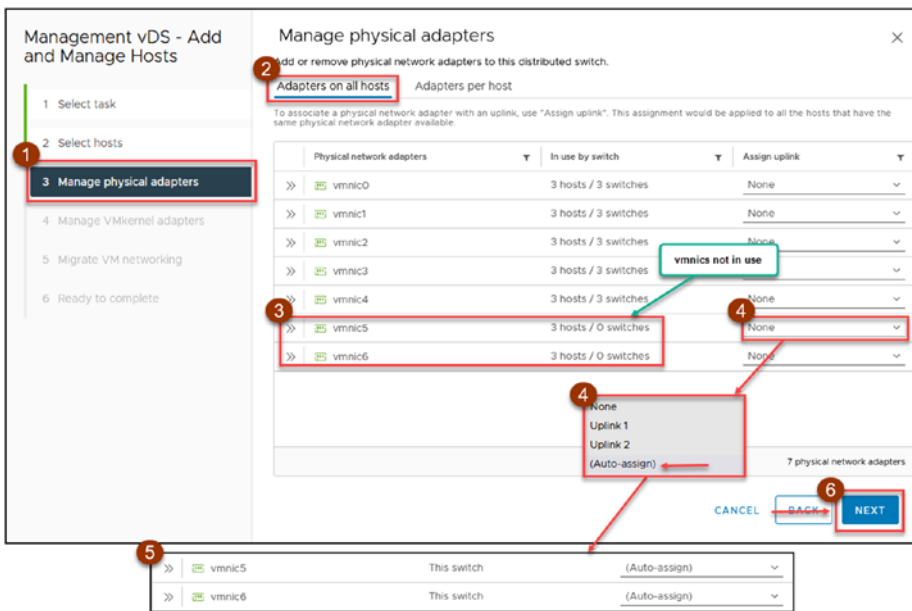 Management vDS - Add
and Manage Hosts
1 Select task
2 Select hosts
1
3 Manage physical adapters
4 Manage VMkernel adapters
5 Migrate VM networking
6 Ready to complete
Manage physical adapters
Add or remove physical network adapters to this distributed switch.
2
Adapters on all hosts Adapters per host
To associate a physical network adapter with an uplink, use "Assign uplink". This assignment would be applied to all the hosts that have the
same physical network adapter available.
Physical network adapters In use by switch Assign uplink
vmnic0 3 hosts / 3 switches None
vmnic1 3 hosts / 3 switches None
vmnic2 3 hosts / 3 switches None
vmnics not in use
vmnic3 3 hosts / 3 switches
vmnic4 3 hosts / 3 switches None
3 4
vmnic5 3 hosts / 0 switches None
vmnic6 3 hosts / 0 switches None
4
None
Uplink 1
Uplink 2
(Auto-assign)
7 physical network adapters
6
CANCEL BACK NEXT
5
vmnic5 This switch (Auto-assign)
vmnic6 This switch (Auto-assign)